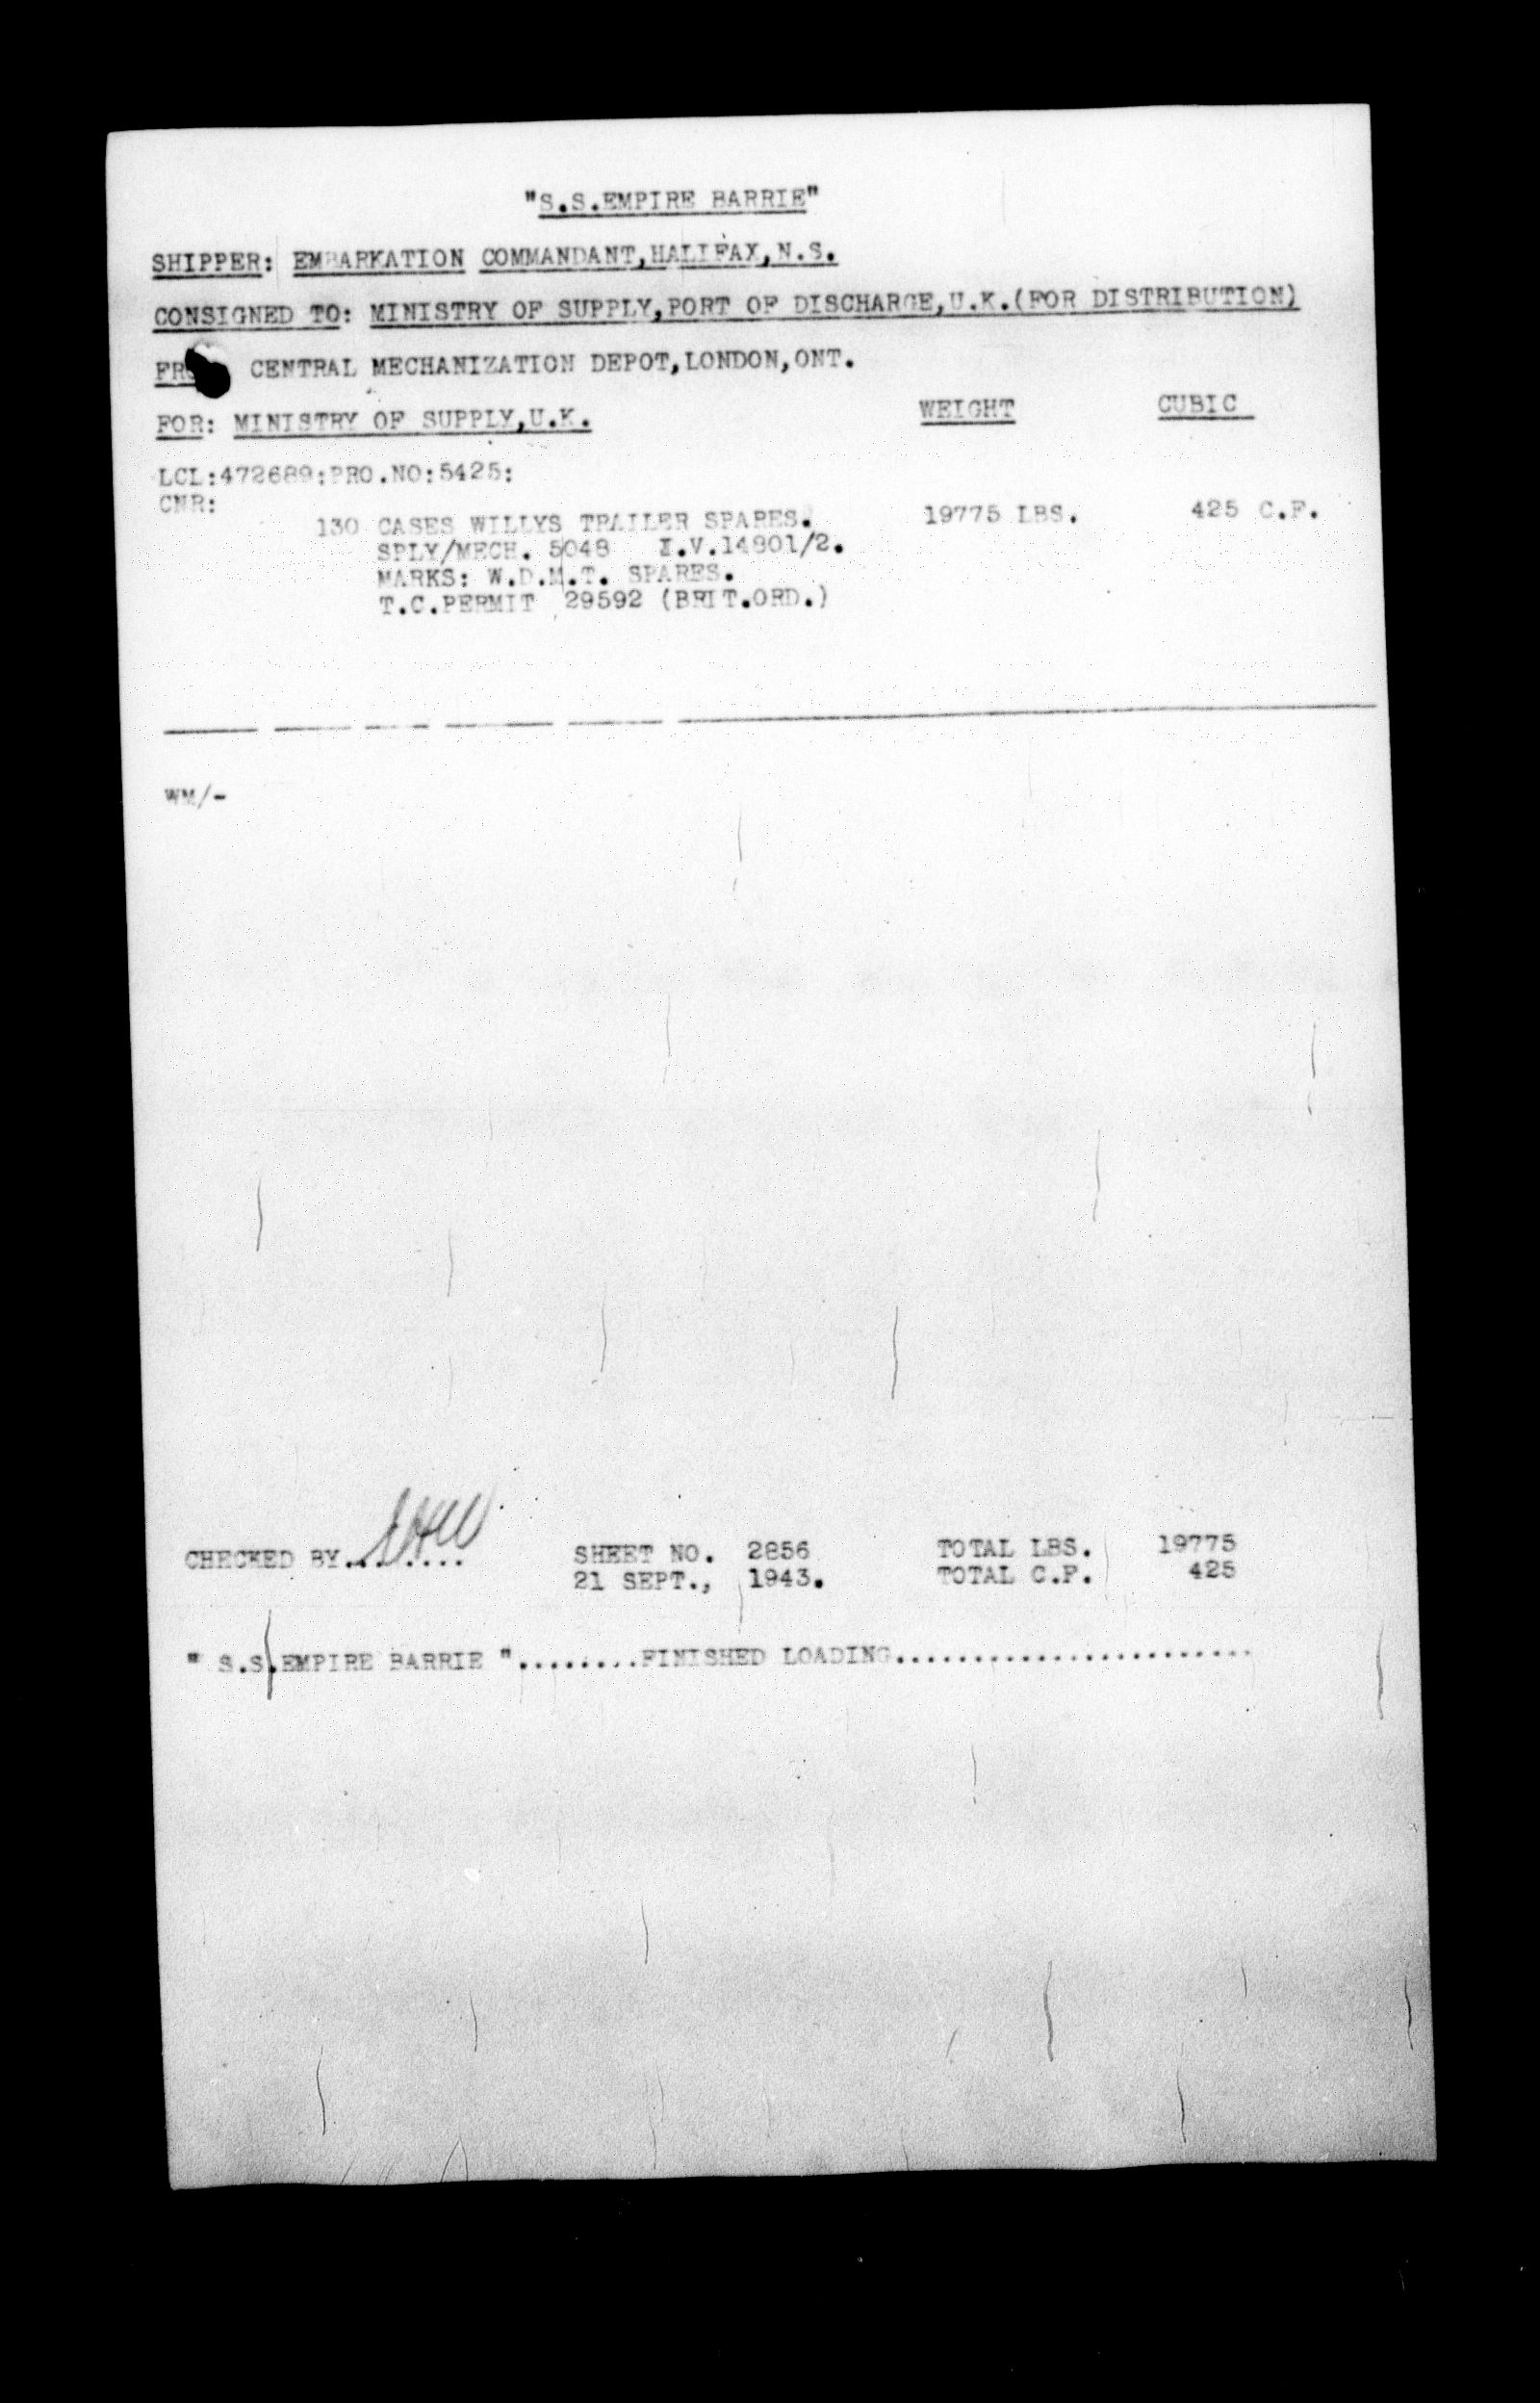 "S.S.EMPIRE BARRIE"
SHIPPER: EMBARKATION COMMANDANT,HALIFAX,N.S.
CONSIGNED TO: MINISTRY OF SUPPLY,PORT OF DISCHARGE,U.K.(FOR DISTRIBUTION)
FRO CENTRAL MECHANIZATION DEPOT,LONDON,ONT.
FOR: MINISTRY OF SUPPLY,U.K. WEIGHT CUBIC
LCL:472689:PRO.NO:5425:
CNR:
130 CASES WILLYS TRAILER SPARES. 19775 LBS. 425 C.F.
SPLY/MECH. 5048 I.V.14801/2.
MARKS: W.D.M.T. SPARES.
T.C.PERMIT 29592 (BRIT.ORD.)
WM/-
CHECKED BY........ SHEET NO. 2856 TOTAL LBS. 19775
21 SEPT., 1943. TOTAL C.F. 425
" S.S.EMPIRE BARRIE "........FINISHED LOADING.......................